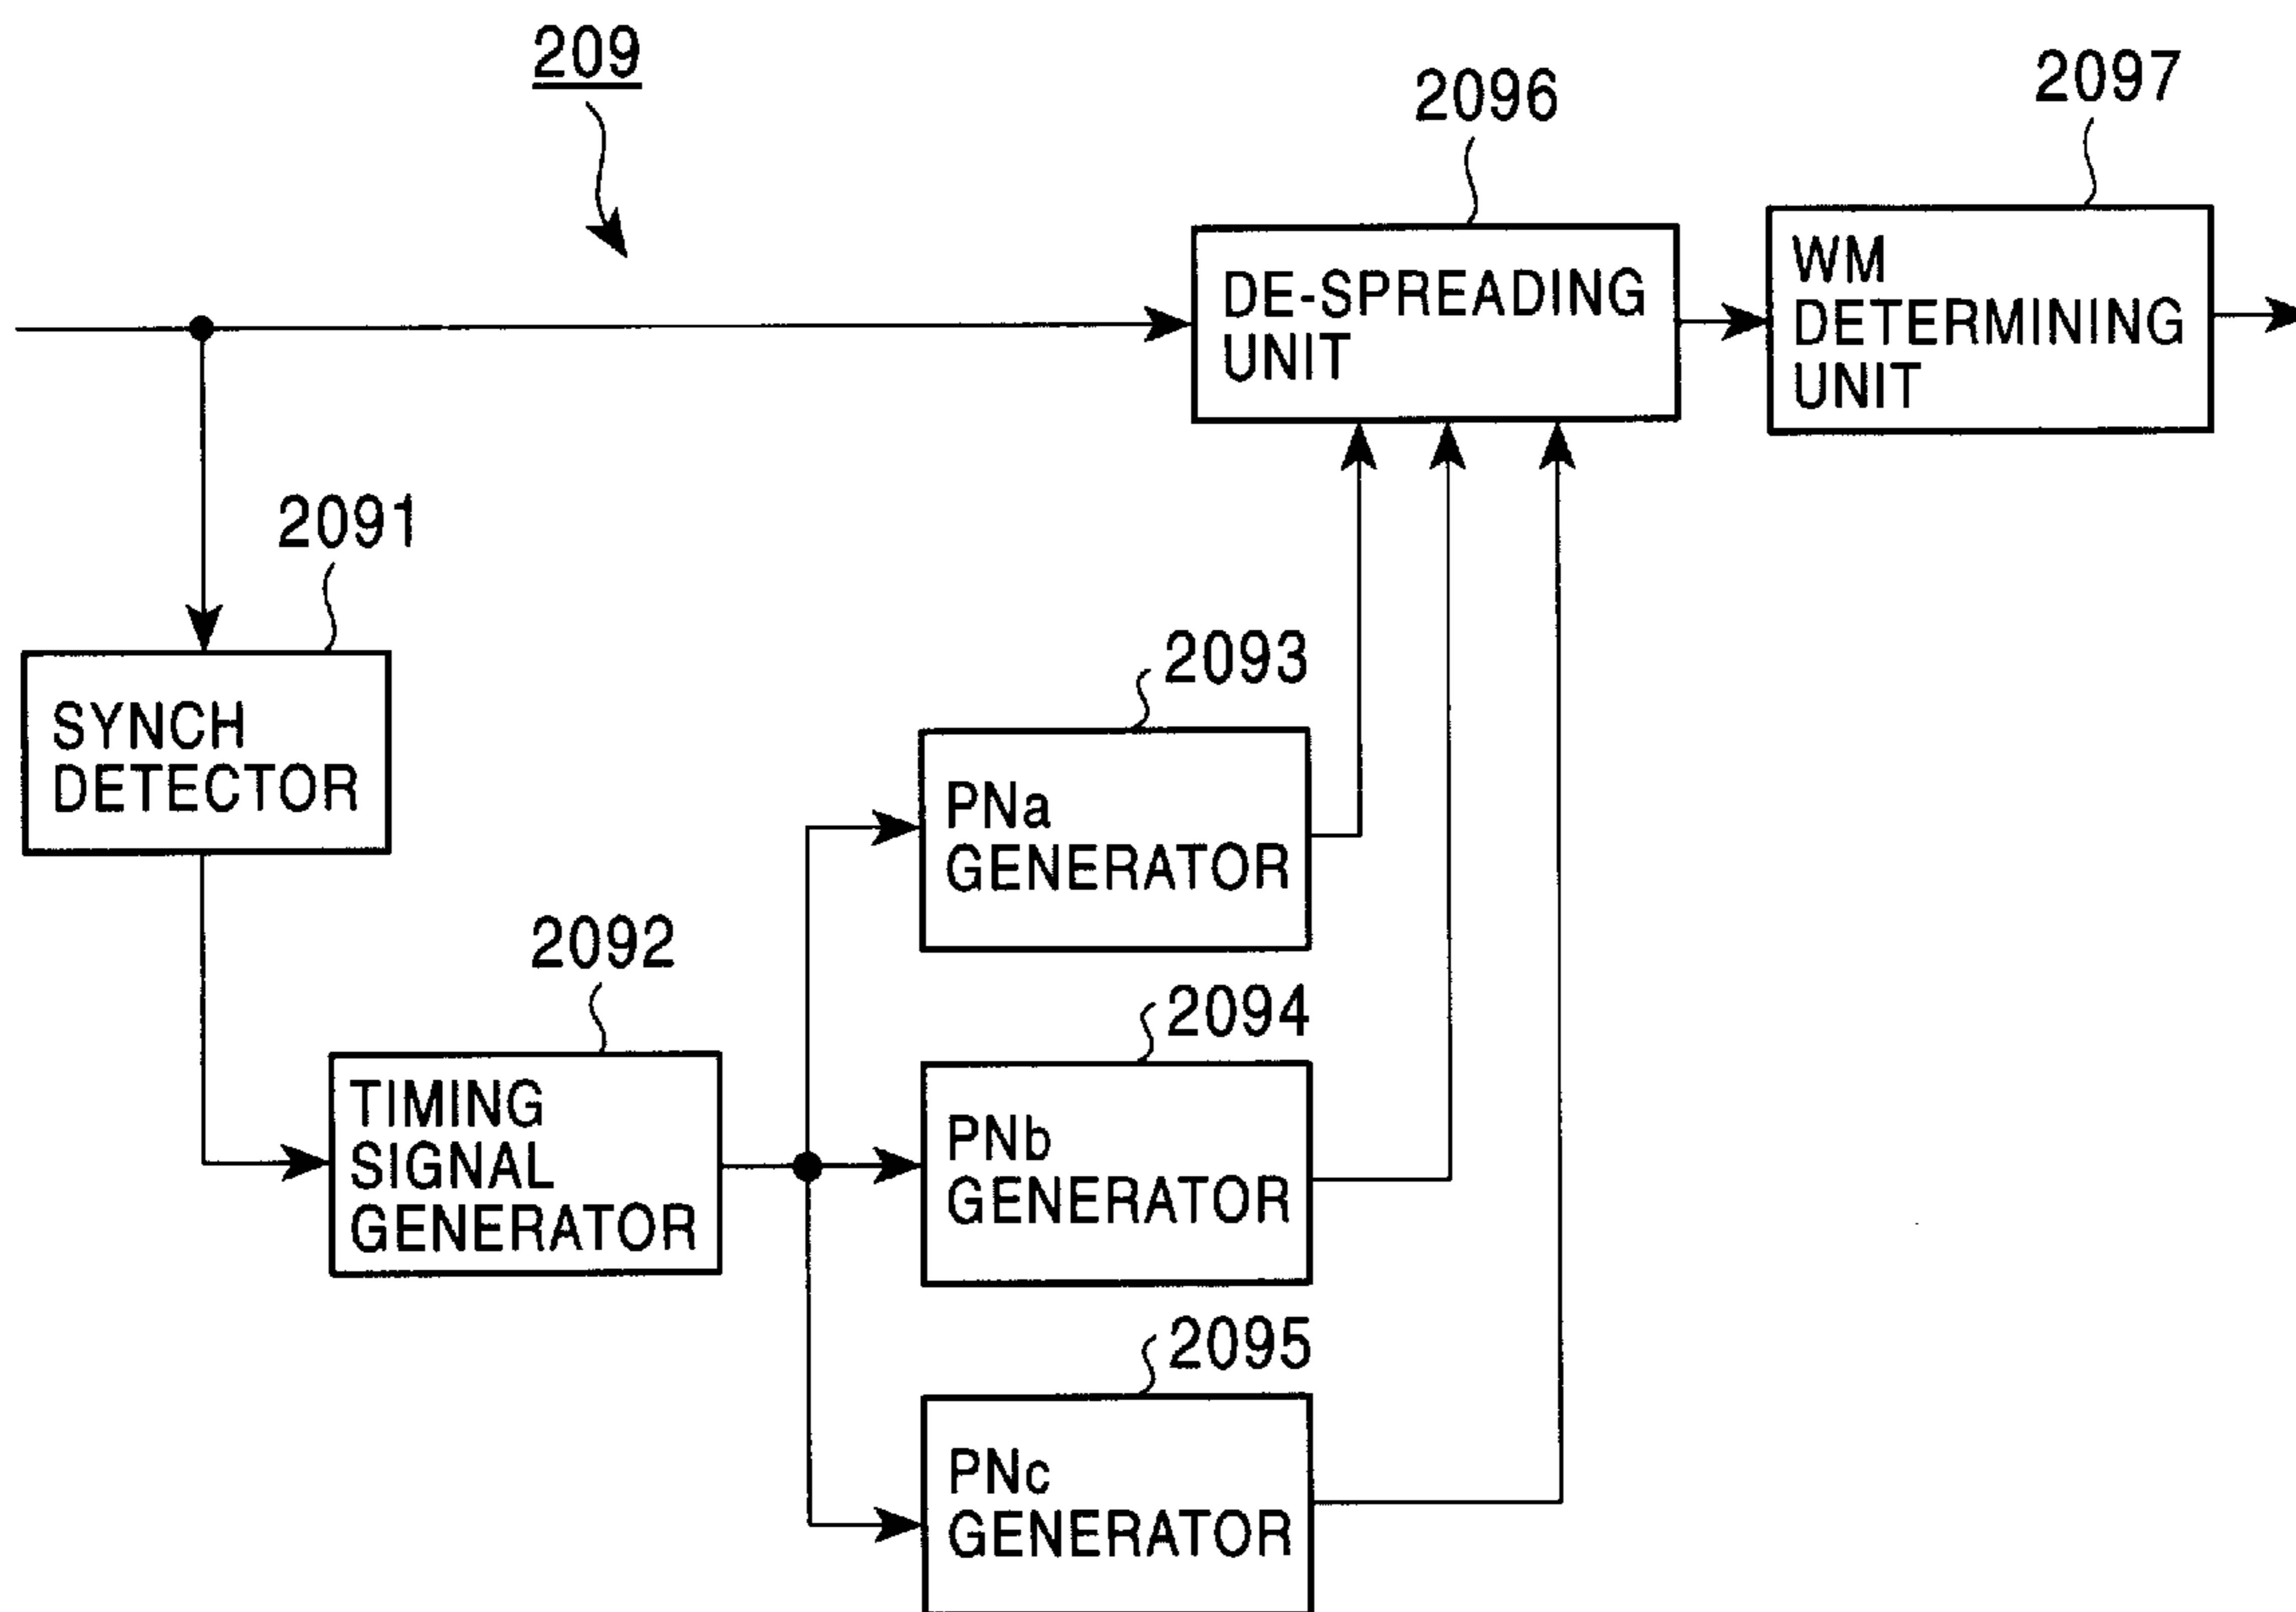 209
2096
2097
DE-SPREADING
UNIT
WM
DETERMINING
UNIT
2091
SYNCH
DETECTOR
2092
TIMING
SIGNAL
GENERATOR
2093
PNa
GENERATOR
2094
PNb
GENERATOR
2095
PNc
GENERATOR